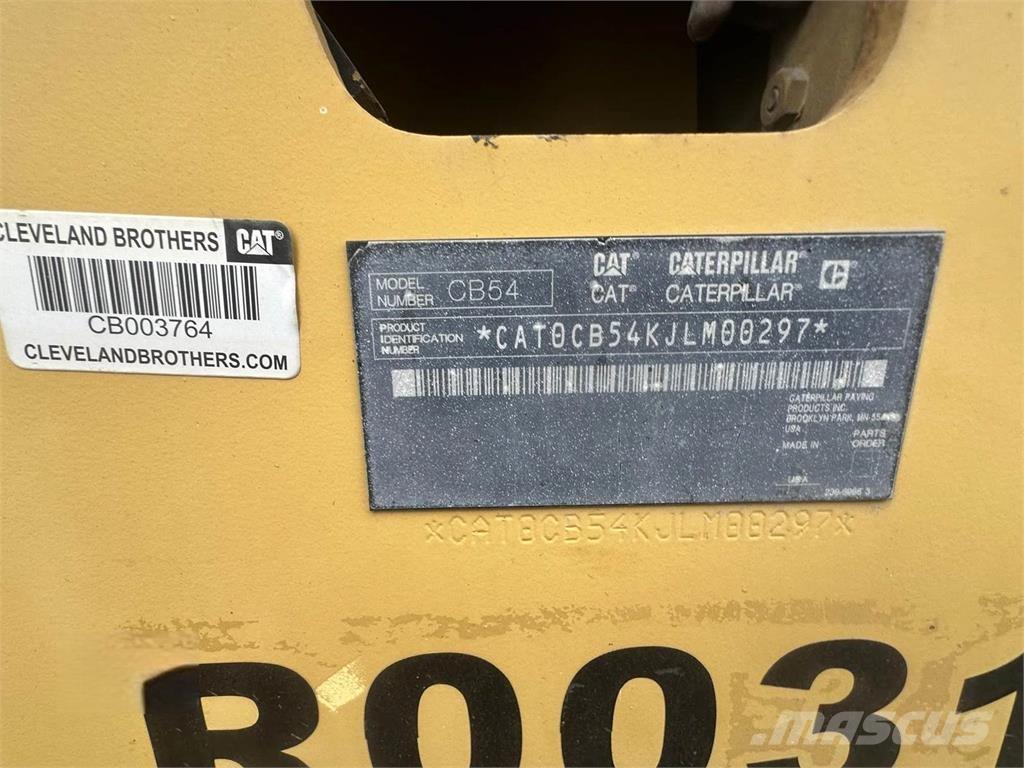 CLEVELAND BROTHERS CAT®
CB003764
CLEVELANDBROTHERS.COM
CAT® CATERPILLAR®
MODEL NUMBER CB54
CAT® CATERPILLAR®
PRODUCT IDENTIFICATION NUMBER *CAT0CB54KJLM00297*
CATERPILLAR PAVING
PRODUCTS INC.
BROOKLYN PARK, MN
USA
MADE IN
PARTS ORDER
USA
*CAT0CB54KJLM00297*
R0031
mascus